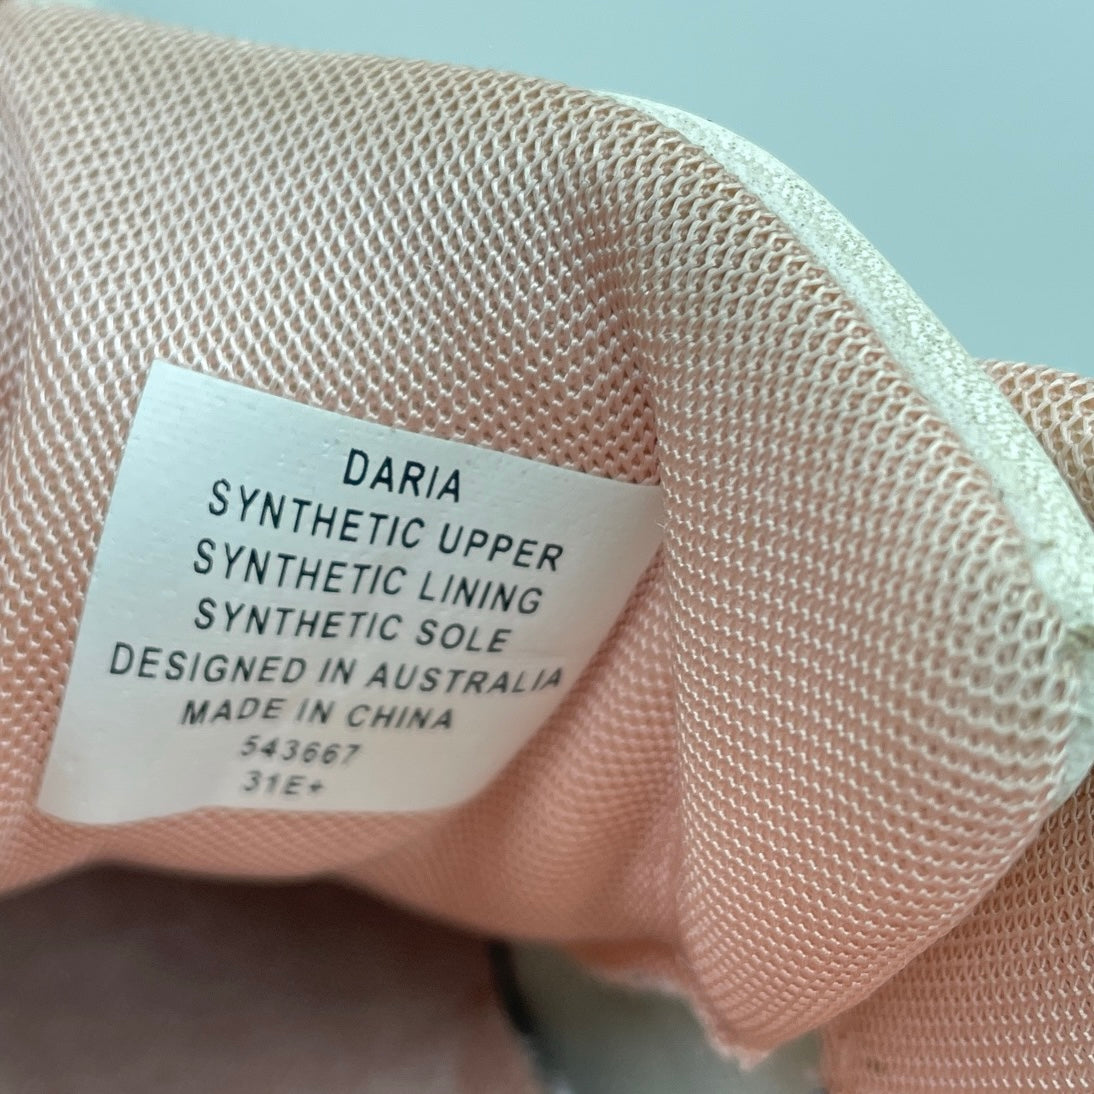 DARIA
SYNTHETIC UPPER
SYNTHETIC LINING
SYNTHETIC SOLE
DESIGNED IN AUSTRALIA
MADE IN CHINA
543667
31E+